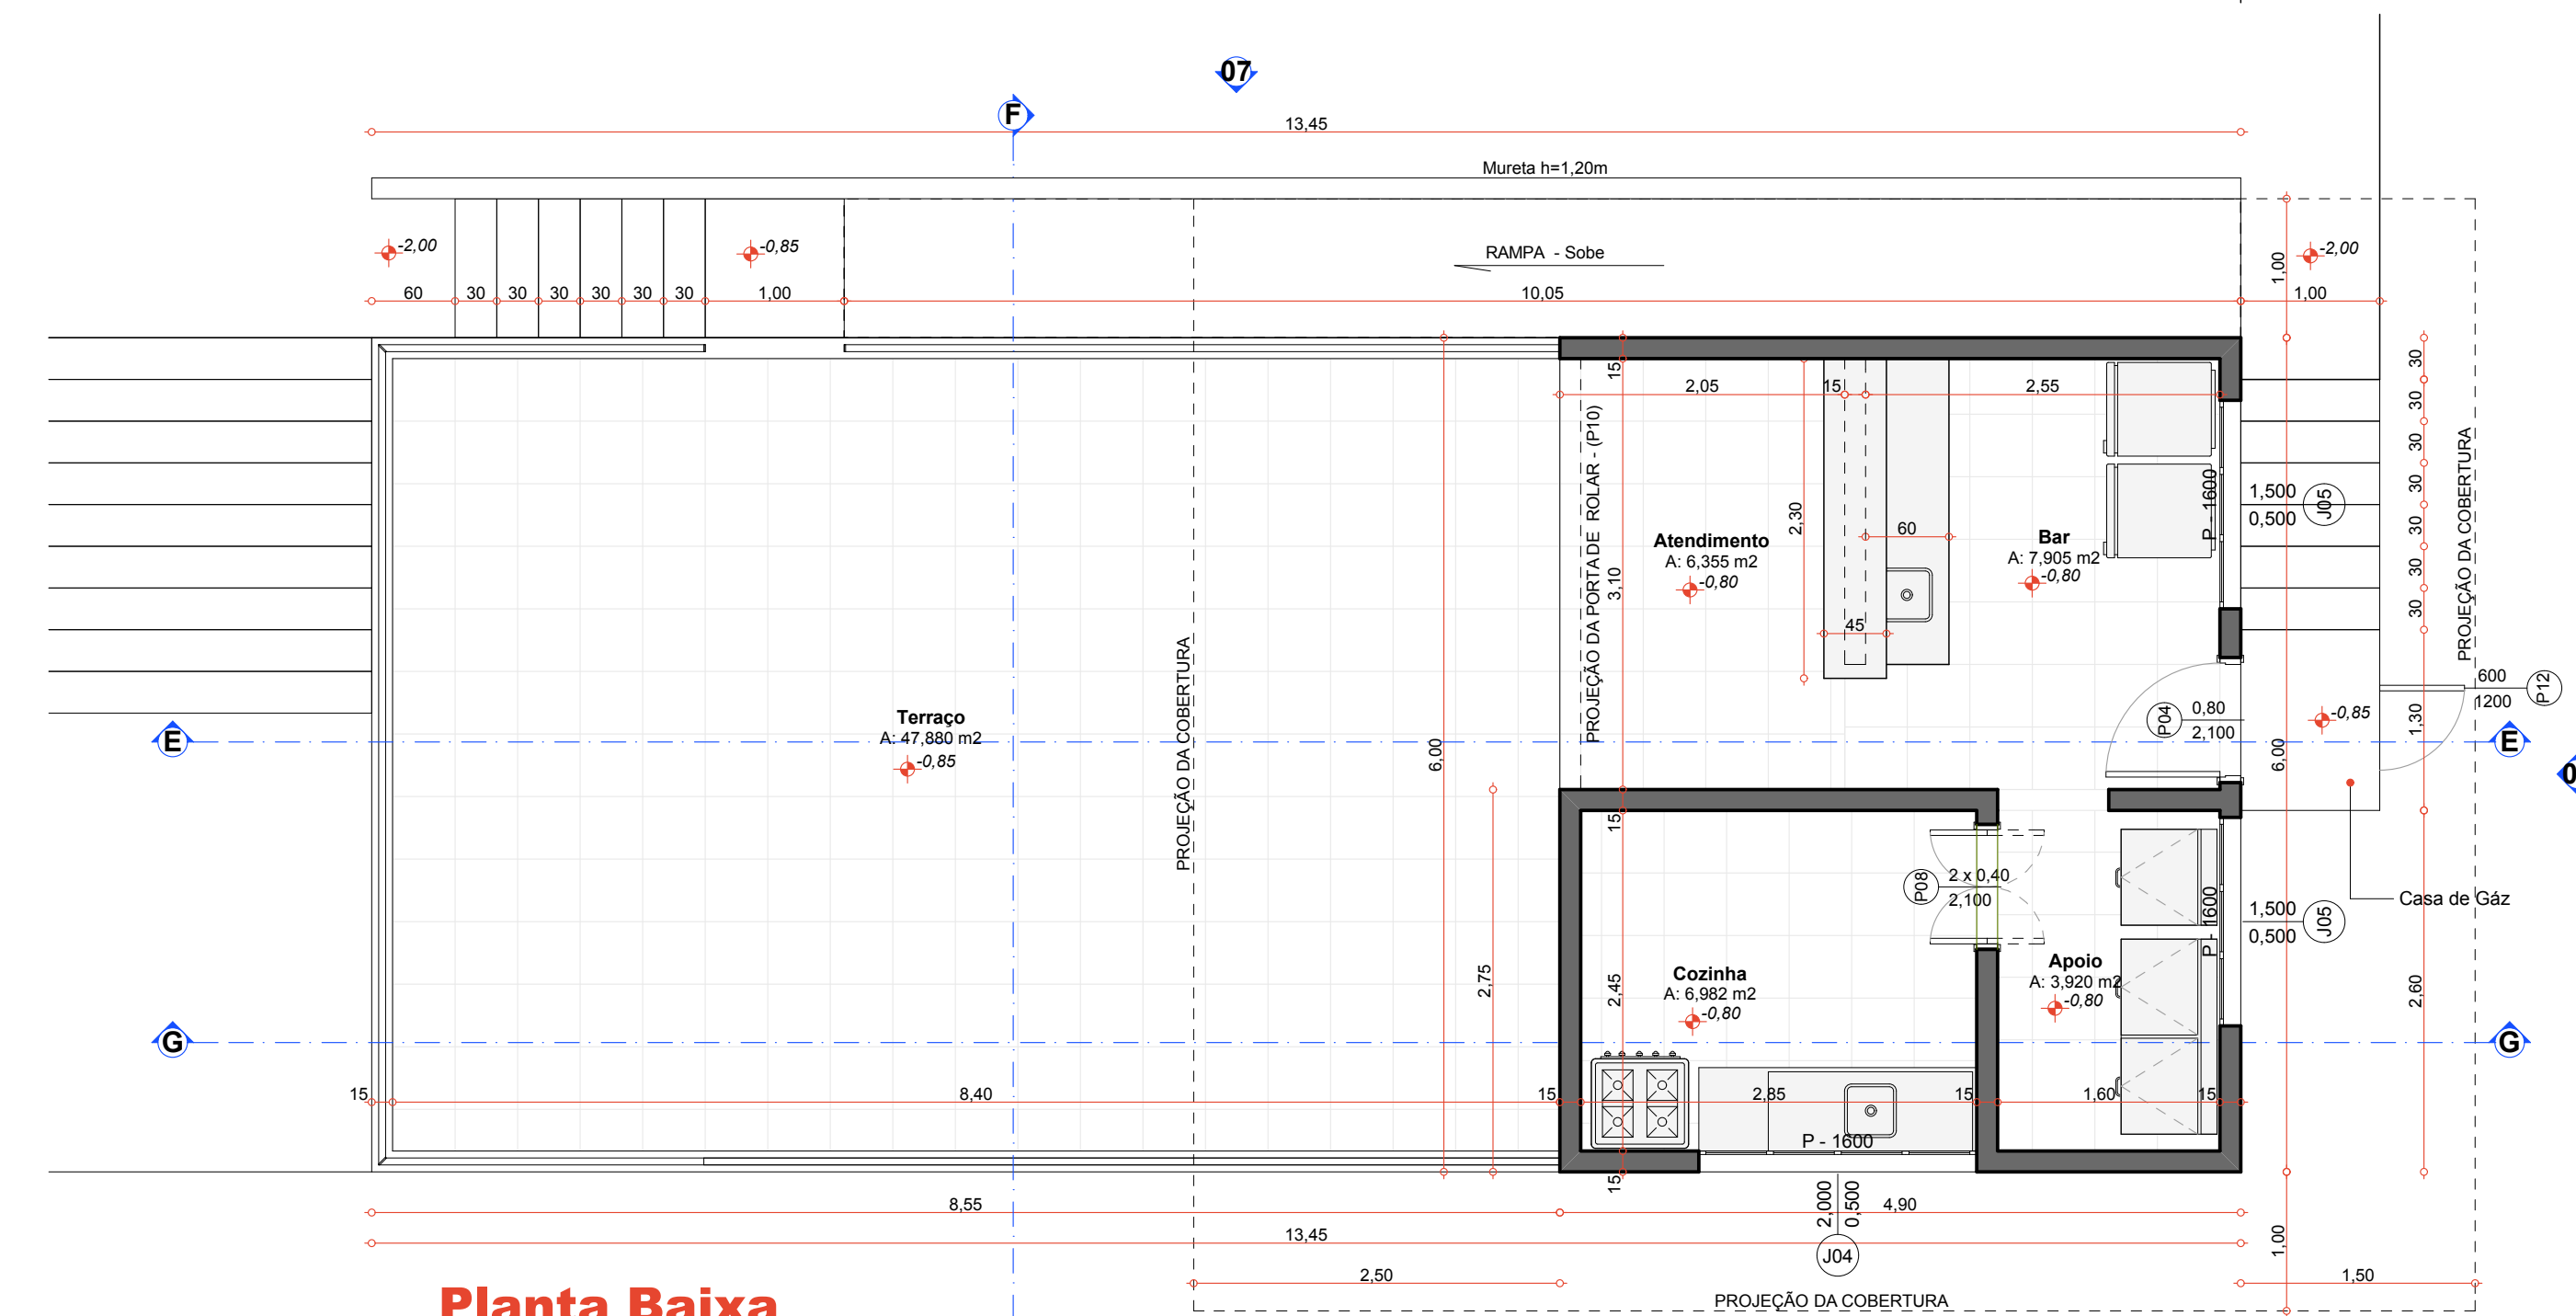 07
F
13,45
Mureta h=1,20m
-2,00
-0,85
RAMPA - Sobe
-2,00
1,00
60
30
30
30
30
30
30
1,00
10,05
1,00
15
2,05
15
2,55
30
30
30
30
30
30
30
PROJEÇÃO DA PORTA DE ROLAR - (P10)
2,30
60
45
3,10
Atendimento
A: 6,355 m2
-0,80
Bar
A: 7,905 m2
-0,80
P - 1600
1,500
0,500
J05
PROJEÇÃO DA COBERTURA
600
1200
P12
P04
0,80
2,100
-0,85
1,30
6,00
Terraço
A: 47,880 m2
-0,85
PROJEÇÃO DA COBERTURA
6,00
E
E
0
15
P08
2 x 0,40
2,100
Casa de Gáz
P - 1600
1,500
0,500
J05
2,75
2,45
2,60
Cozinha
A: 6,982 m2
-0,80
Apoio
A: 3,920 m2
-0,80
G
G
15
8,40
15
2,85
15
1,60
15
P - 1600
15
8,55
2,000
0,500
4,90
13,45
J04
1,00
2,50
1,50
PROJEÇÃO DA COBERTURA
Planta Baixa